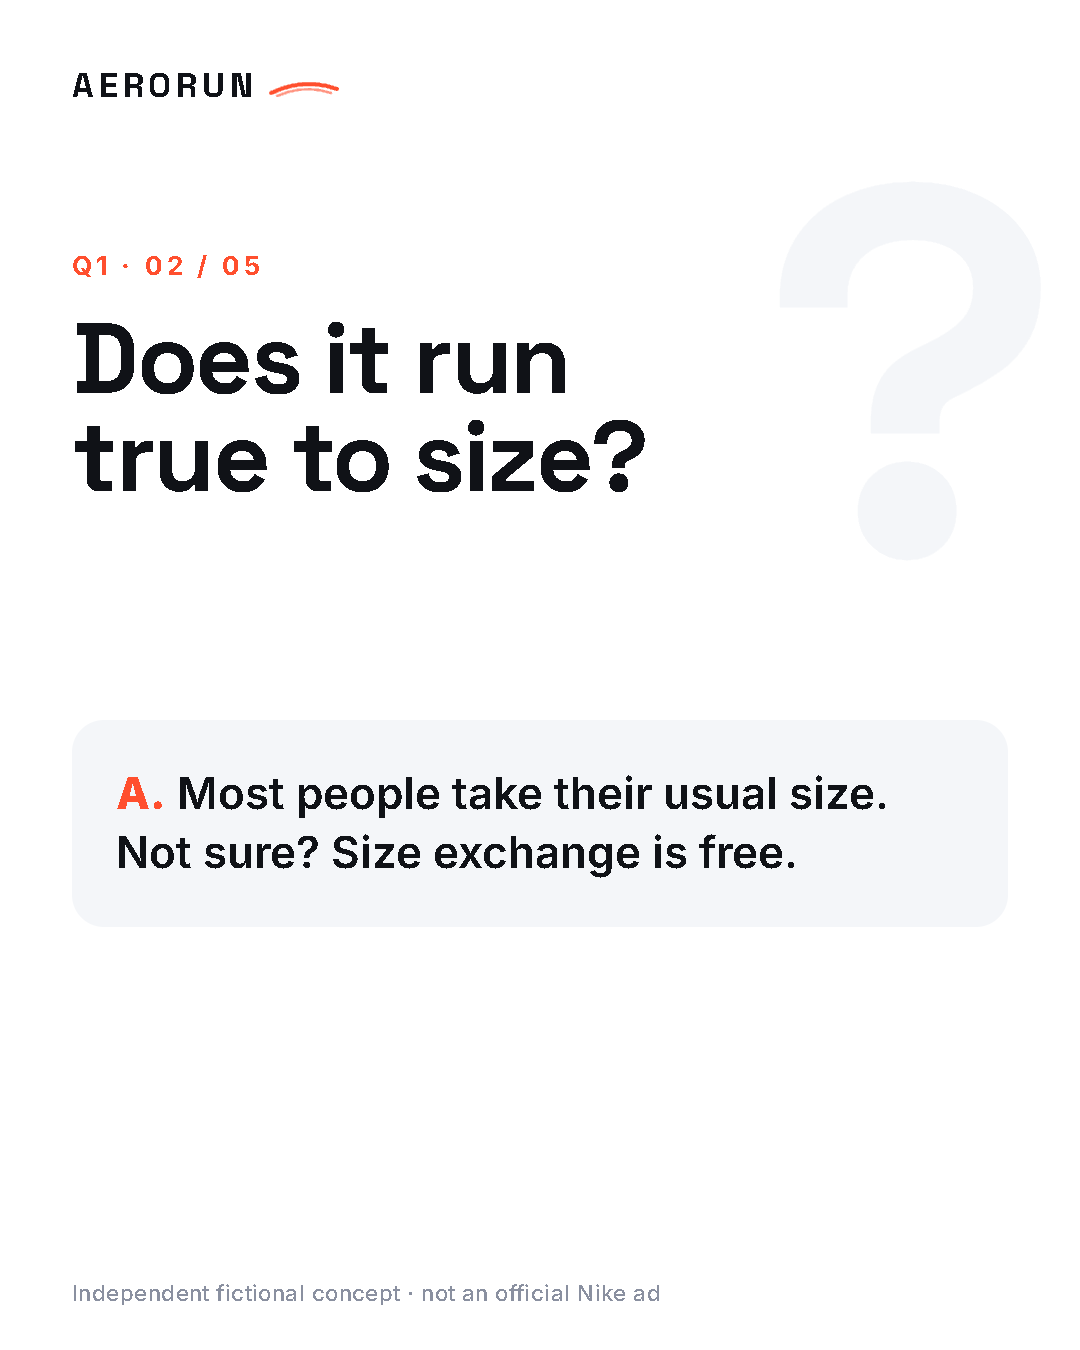 AERORUN
Q1 · 02 / 05
Does it run
true to size?
?
A. Most people take their usual size.
Not sure? Size exchange is free.
Independent fictional concept · not an official Nike ad